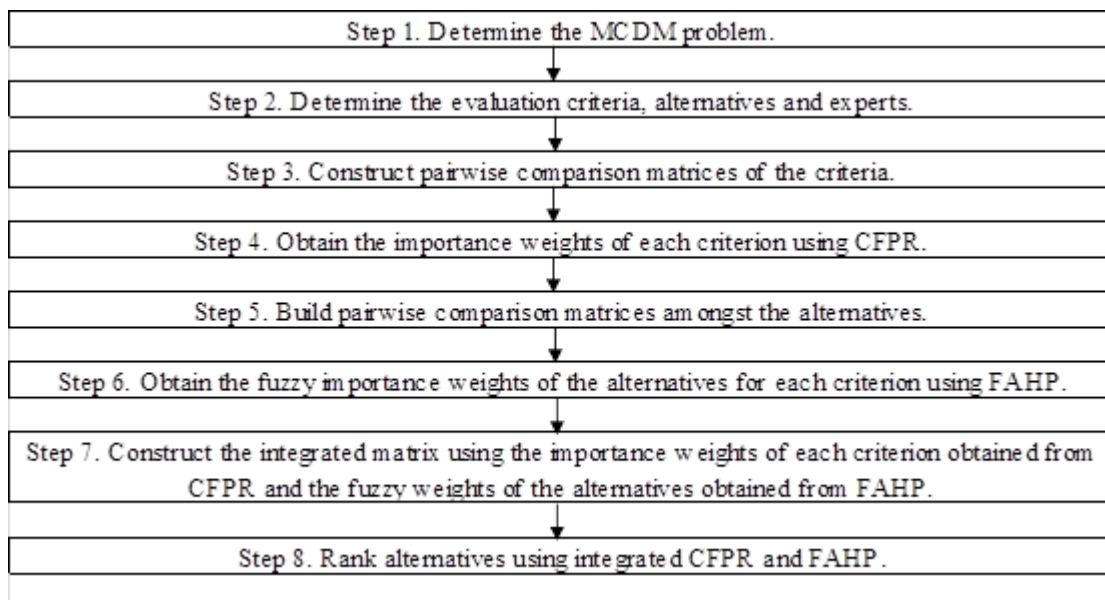 Step 1. Determine the MCDM problem.
Step 2. Determine the evaluation criteria, alternatives and experts.
Step 3. Construct pairwise comparison matrices of the criteria.
Step 4. Obtain the importance weights of each criterion using CFPR.
Step 5. Build pairwise comparison matrices amongst the alternatives.
Step 6. Obtain the fuzzy importance weights of the alternatives for each criterion using FAHP.
Step 7. Construct the integrated matrix using the importance weights of each criterion obtained from
CFPR and the fuzzy weights of the alternatives obtained from FAHP.
Step 8. Rank alternatives using integrated CFPR and FAHP.